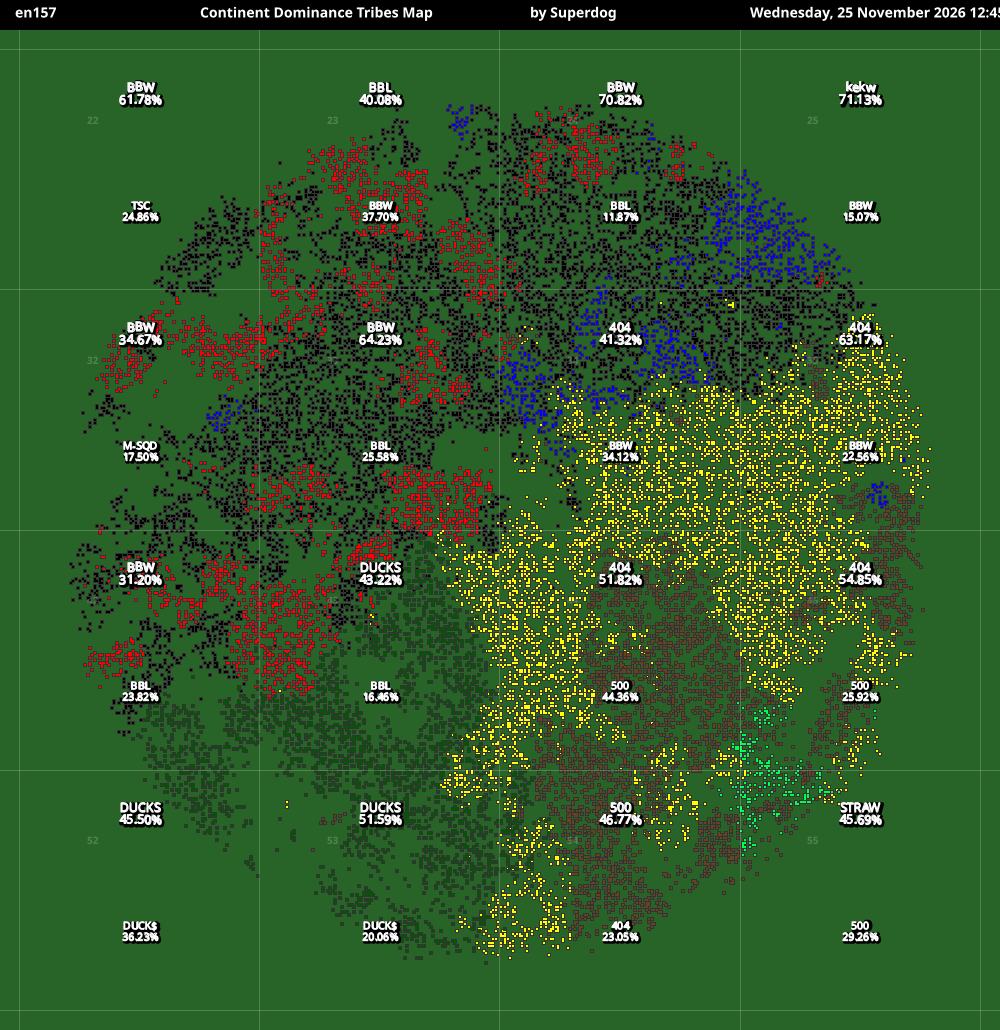 en157 Continent Dominance Tribes Map by Superdog Wednesday, 25 November 2026 12:45
BBW BBL BBW kekw
61.78% 40.08% 70.82% 71.13%
22 23 25
TSC BBW BBL BBW
24.86% 37.70% 11.87% 15.07%
BBW BBW 404 404
34.67% 64.23% 41.32% 63.17%
32
M-SQD BBL BBW BBW
17.50% 25.58% 34.12% 22.56%
BBW DUCKS 404 404
31.20% 43.22% 51.82% 54.85%
BBL BBL 500 500
23.82% 16.46% 44.36% 25.92%
DUCKS DUCKS 500 STRAW
45.50% 51.59% 46.77% 45.69%
52 53 55
DUCK$ DUCK$ 404 500
36.23% 20.06% 23.05% 29.26%